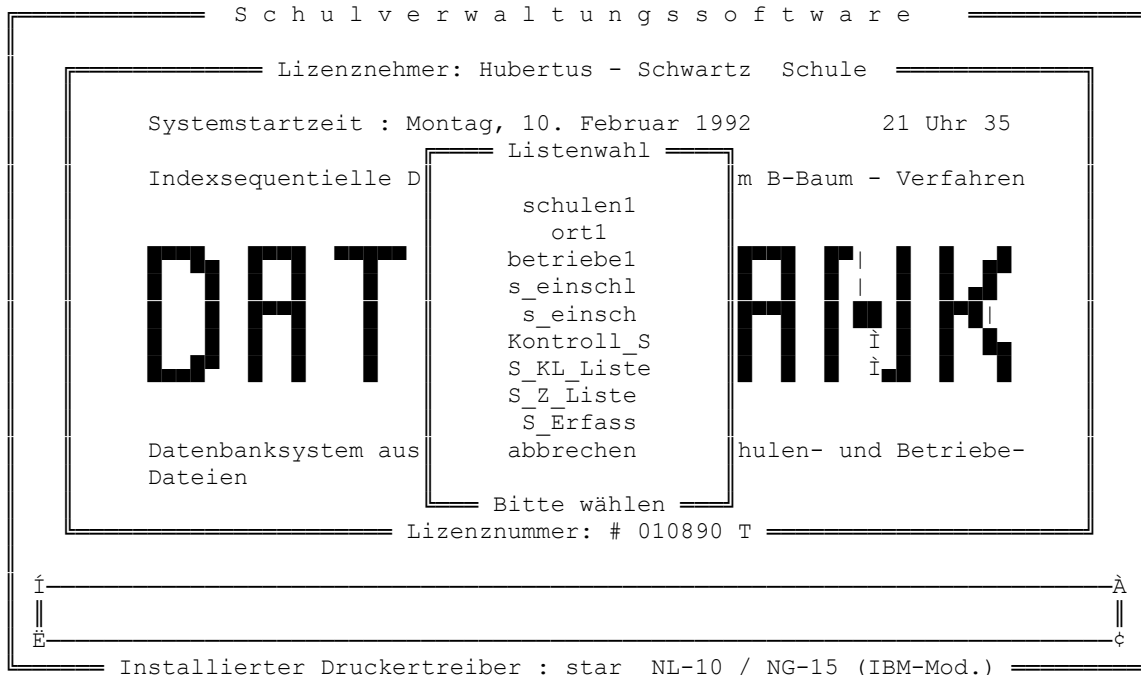 S c h u l v e r w a l t u n g s s o f t w a r e
Lizenznehmer: Hubertus - Schwartz  Schule
Systemstartzeit : Montag, 10. Februar 1992 21 Uhr 35
Listenwahl
Indexsequentielle D m B-Baum - Verfahren
schulen1
ort1
betriebe1
s_einschl
s_einsch
Kontroll_S
S_KL_Liste
S_Z_Liste
S_Erfass
abbrechen
DAT ANK
Datenbanksystem aus hulen- und Betriebe-
Dateien
Bitte wählen
Lizenznummer: # 010890 T
Installierter Druckertreiber : star  NL-10 / NG-15 (IBM-Mod.)